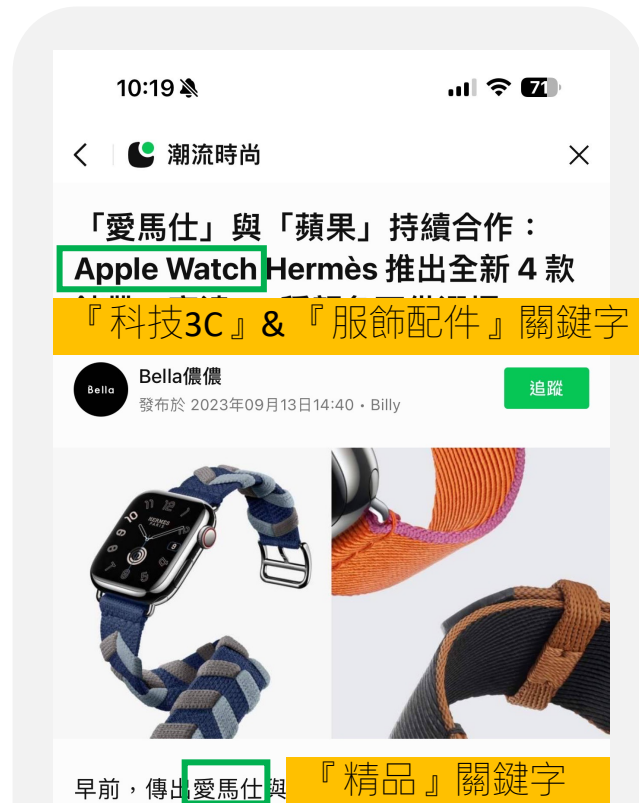 10:19
71
潮流時尚
「愛馬仕」與「蘋果」持續合作：
Apple Watch Hermès 推出全新 4 款
『科技3C』&『服飾配件』關鍵字
Bella
Bella儂儂
發布於 2023年09月13日14:40・Billy
追蹤
早前，傳出愛馬仕與
『精品』關鍵字